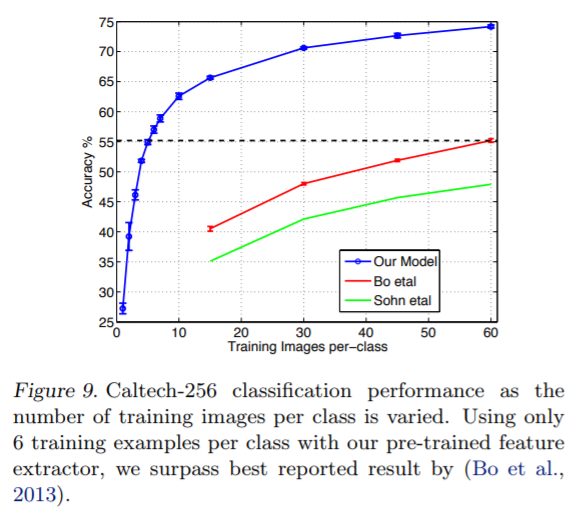 75
70
65
60
55
50
45
40
35
30
25
Accuracy %
0 10 20 30 40 50 60
Training Images per−class
Our Model
Bo etal
Sohn etal
Figure 9. Caltech-256 classification performance as the
number of training images per class is varied. Using only
6 training examples per class with our pre-trained feature
extractor, we surpass best reported result by (Bo et al.,
2013).